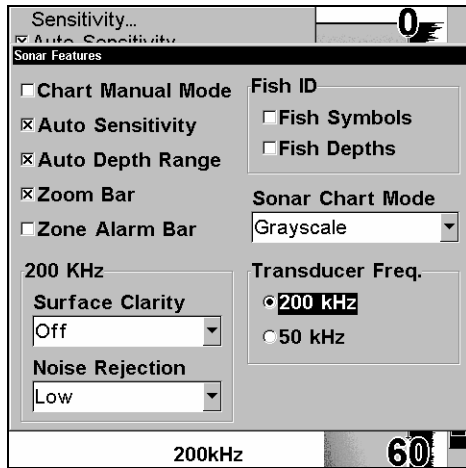 Sensitivity...
Auto Sensitivity
0
Sonar Features
Chart Manual Mode
Auto Sensitivity
Auto Depth Range
Zoom Bar
Zone Alarm Bar
Fish ID
Fish Symbols
Fish Depths
Sonar Chart Mode
Grayscale
200 KHz
Surface Clarity
Off
Noise Rejection
Low
Transducer Freq.
200 kHz
50 kHz
200kHz
60